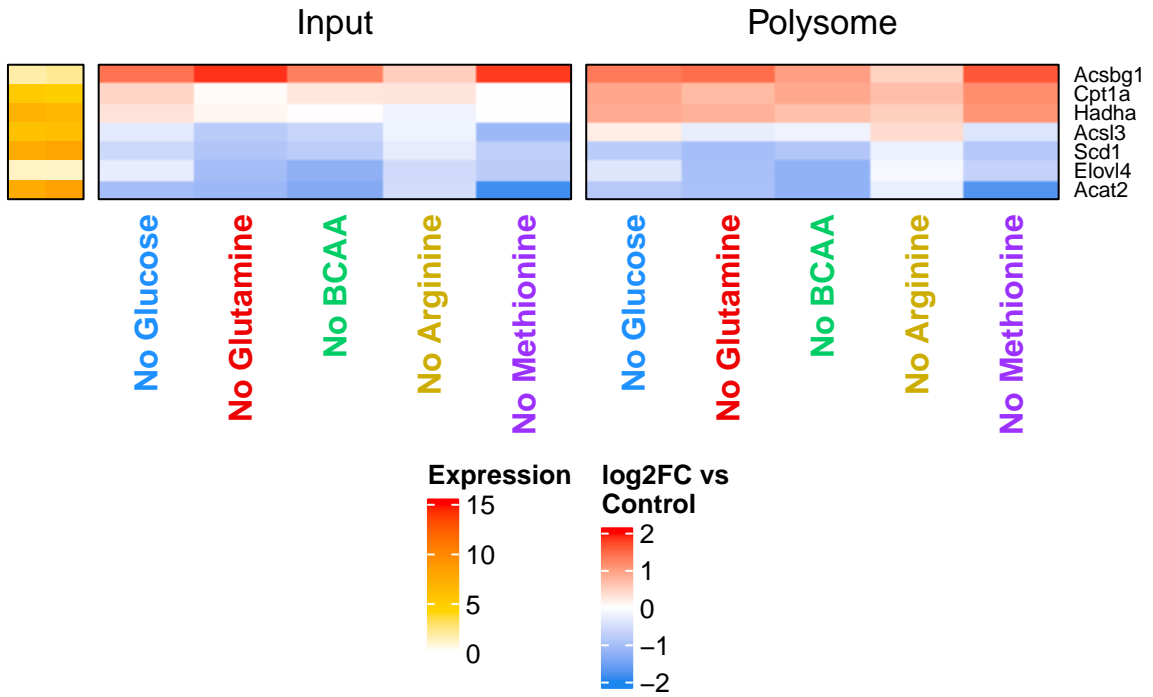 Input
Polysome
Acsbg1
Cpt1a
Hadha
Acsl3
Scd1
Elovl4
Acat2
No Glucose
No Glutamine
No BCAA
No Arginine
No Methionine
No Glucose
No Glutamine
No BCAA
No Arginine
No Methionine
Expression
15
10
5
0
log2FC vs
Control
2
1
0
−1
−2